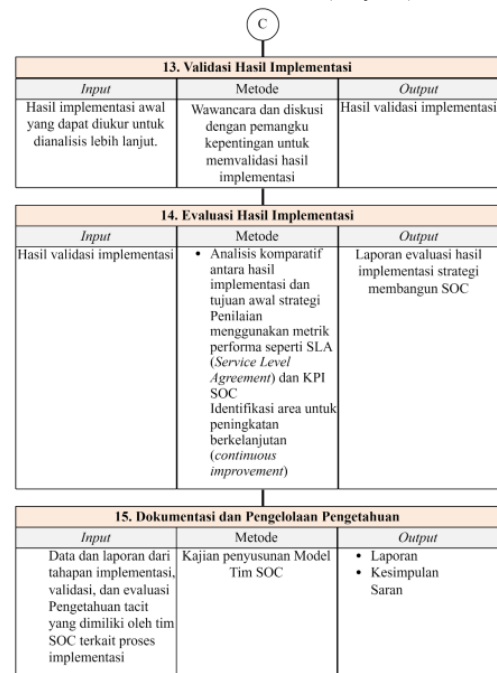 C
13. Validasi Hasil Implementasi
Input
Metode
Output
Hasil implementasi awal
yang dapat diukur untuk
dianalisis lebih lanjut.
Wawancara dan diskusi
dengan pemangku
kepentingan untuk
memvalidasi hasil
implementasi
Hasil validasi implementasi
14. Evaluasi Hasil Implementasi
Input
Metode
Output
Hasil validasi implementasi
• Analisis komparatif
antara hasil
implementasi dan
tujuan awal strategi
Penilaian
menggunakan metrik
performa seperti SLA
(Service Level
Agreement) dan KPI
SOC
Identifikasi area untuk
peningkatan
berkelanjutan
(continuous
improvement)
Laporan evaluasi hasil
implementasi strategi
membangun SOC
15. Dokumentasi dan Pengelolaan Pengetahuan
Input
Metode
Output
Data dan laporan dari
tahapan implementasi,
validasi, dan evaluasi
Pengetahuan tacit
yang dimiliki oleh tim
SOC terkait proses
implementasi
Kajian penyusunan Model
Tim SOC
• Laporan
• Kesimpulan
Saran